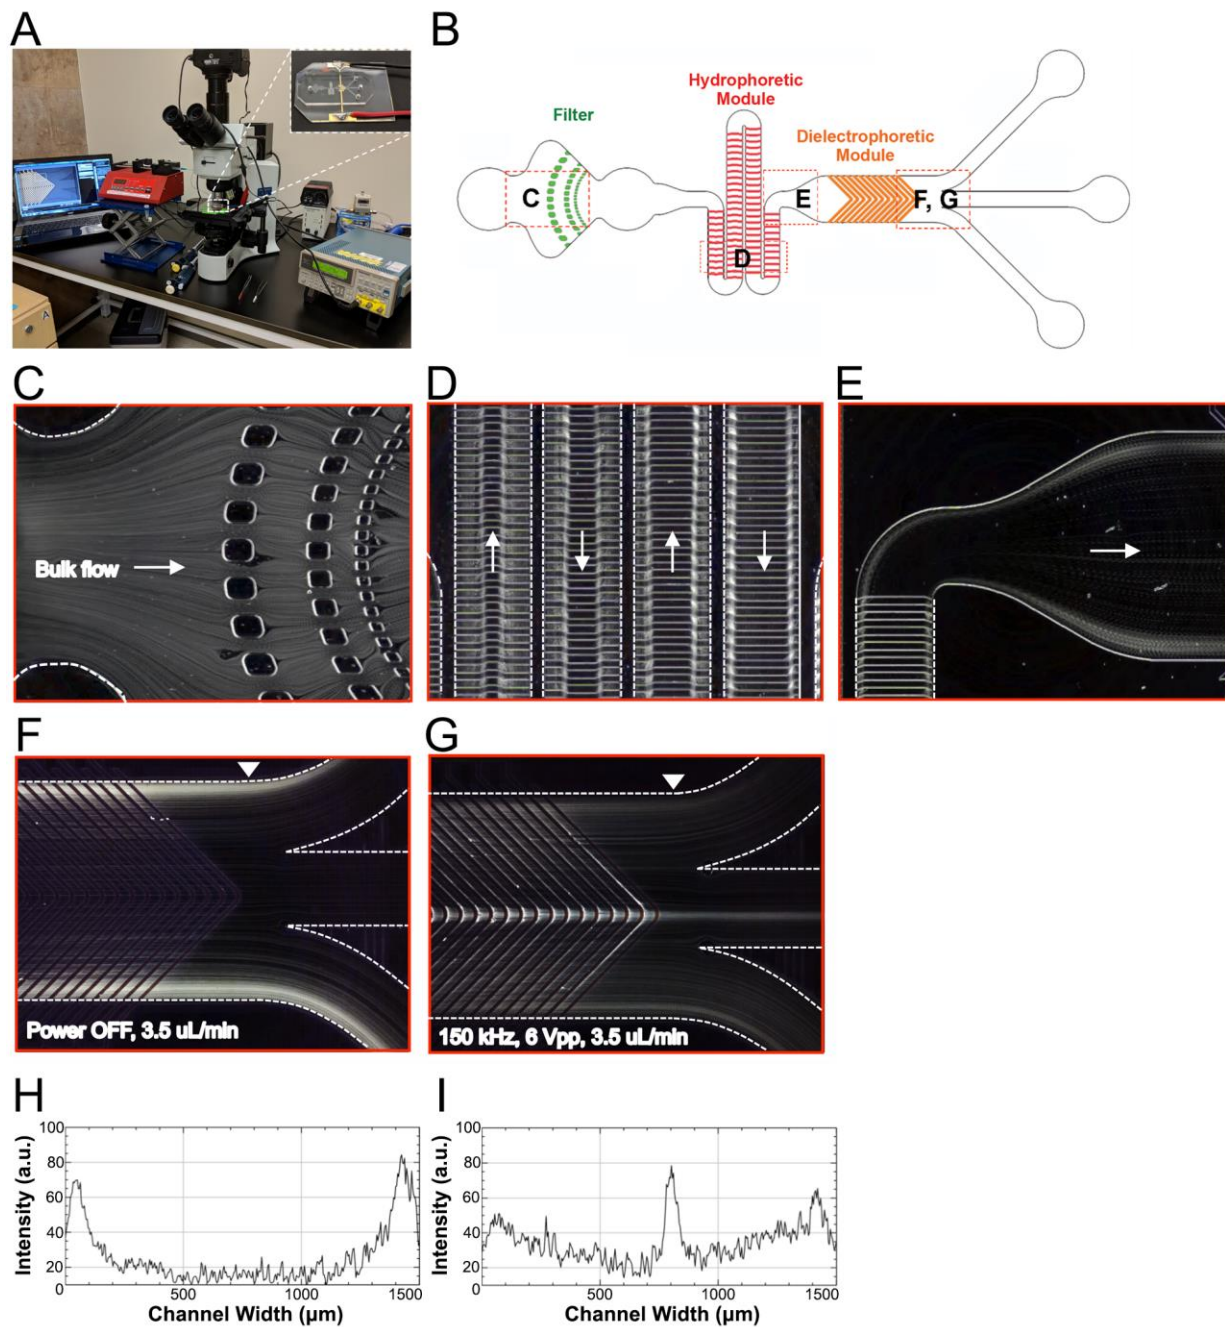 A
B
Hydrophoretic
Module
Filter
Dielectrophoretic
Module
C
E
F, G
D
C
D
E
Bulk flow
F
G
Power OFF, 3.5 uL/min
150 kHz, 6 Vpp, 3.5 uL/min
H
I
Intensity (a.u.)
100
80
60
40
20
0
500
1000
1500
Channel Width (µm)
Intensity (a.u.)
100
80
60
40
20
500
1000
1500
Channel Width (µm)